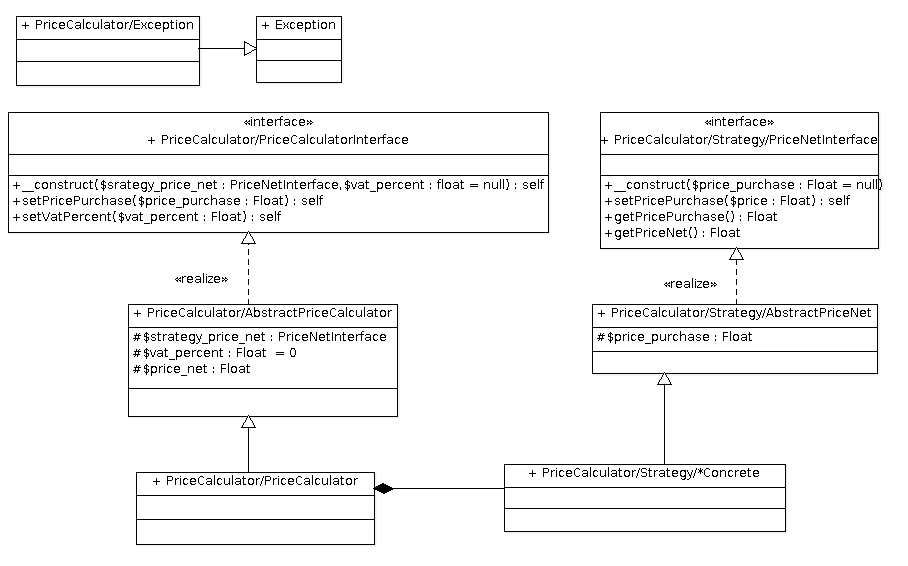 + PriceCalculator/Exception
+ Exception
«interface»
+ PriceCalculator/PriceCalculatorInterface
+__construct($srategy_price_net : PriceNetInterface,$vat_percent : float = null) : self
+setPricePurchase($price_purchase : Float) : self
+setVatPercent($vat_percent : Float) : self
«interface»
+ PriceCalculator/Strategy/PriceNetInterface
+__construct($price_purchase : Float = null)
+setPricePurchase($price : Float) : self
+getPricePurchase() : Float
+getPriceNet() : Float
«realize»
«realize»
+ PriceCalculator/AbstractPriceCalculator
#$strategy_price_net : PriceNetInterface
#$vat_percent : Float = 0
#$price_net : Float
+ PriceCalculator/Strategy/AbstractPriceNet
#$price_purchase : Float
+ PriceCalculator/PriceCalculator
+ PriceCalculator/Strategy/*Concrete